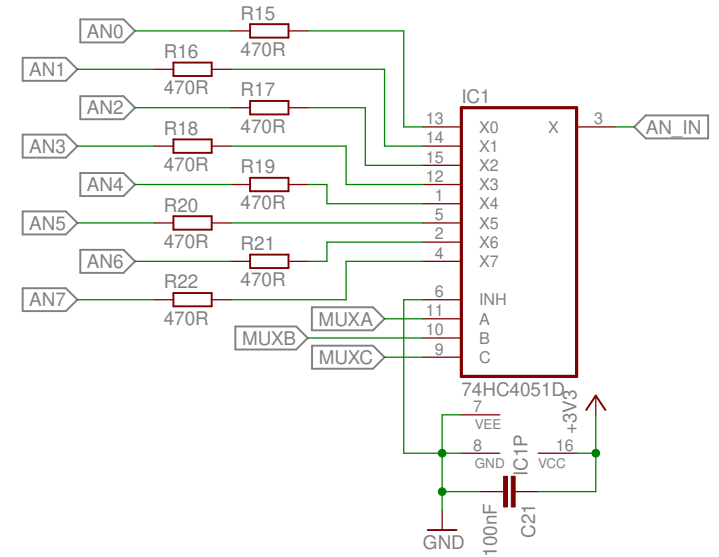 R15
AN0
470R
R16
AN1
470R
R17
AN2
470R
R18
AN3
470R
R19
AN4
470R
R20
AN5
470R
R21
AN6
470R
R22
AN7
470R
IC1
13 X0 X 3 AN_IN
14 X1
15 X2
12 X3
1 X4
5 X5
2 X6
4 X7
6 INH
MUXA 11 A
MUXB 10 B
MUXC 9 C
74HC4051D
7
VEE
+3V3
8 IC1P 16
GND VCC
100nF C21
GND